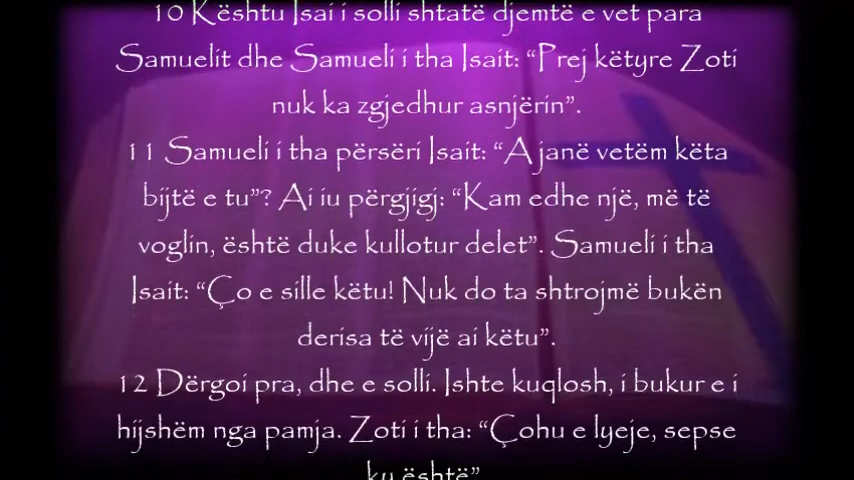 10 Kështu Isai i solli shtatë djemtë e vet para
Samuelit dhe Samueli i tha Isait: “Prej këtyre Zoti
nuk ka zgjedhur asnjërin”.
11 Samueli i tha përsëri Isait: “A janë vetëm këta
bijtë e tu”? Ai iu përgjigj: “Kam edhe një, më të
voglin, është duke kullotur delet”. Samueli i tha
Isait: “Ço e sille këtu! Nuk do ta shtrojmë bukën
derisa të vijë ai këtu”.
12 Dërgoi pra, dhe e solli. Ishte kuqlosh, i bukur e i
hijshëm nga pamja. Zoti i tha: “Çohu e lyeje, sepse
ky është”